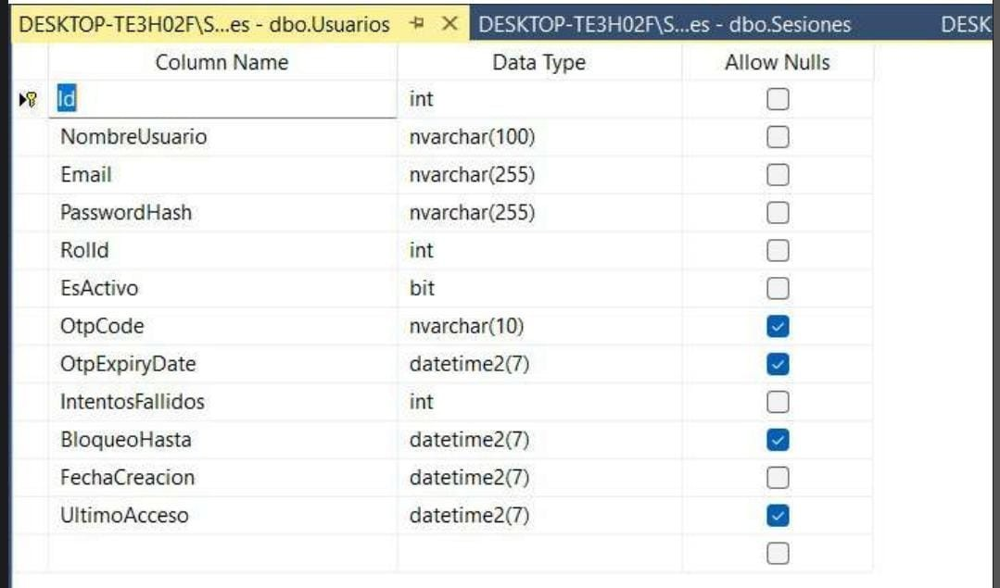 DESKTOP-TE3H02F\S...es - dbo.Usuarios DESKTOP-TE3H02F\S...es - dbo.Sesiones DESK
Column Name Data Type Allow Nulls
Id int
NombreUsuario nvarchar(100)
Email nvarchar(255)
PasswordHash nvarchar(255)
RolId int
EsActivo bit
OtpCode nvarchar(10)
OtpExpiryDate datetime2(7)
IntentosFallidos int
BloqueoHasta datetime2(7)
FechaCreacion datetime2(7)
UltimoAcceso datetime2(7)